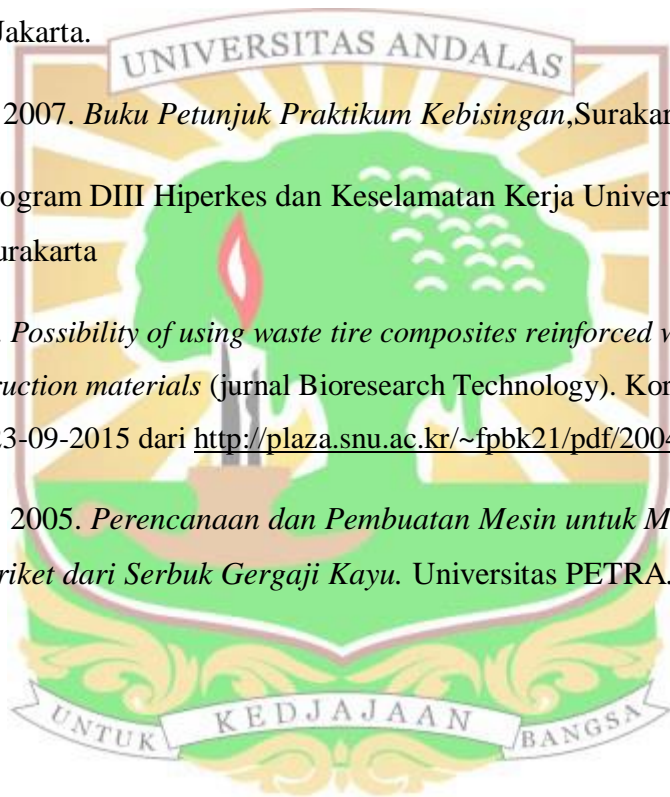 Jakarta.
UNIVERSITAS ANDALAS
2007. Buku Petunjuk Praktikum Kebisingan,Surakar
ogram DIII Hiperkes dan Keselamatan Kerja Univer
urakarta
. Possibility of using waste tire composites reinforced
ruction materials (jurnal Bioresearch Technology). Kor
23-09-2015 dari http://plaza.snu.ac.kr/~fpbk21/pdf/2004
2005. Perencanaan dan Pembuatan Mesin untuk M
riket dari Serbuk Gergaji Kayu. Universitas PETRA.
UNTUK KEDJAJAAN BANGSA